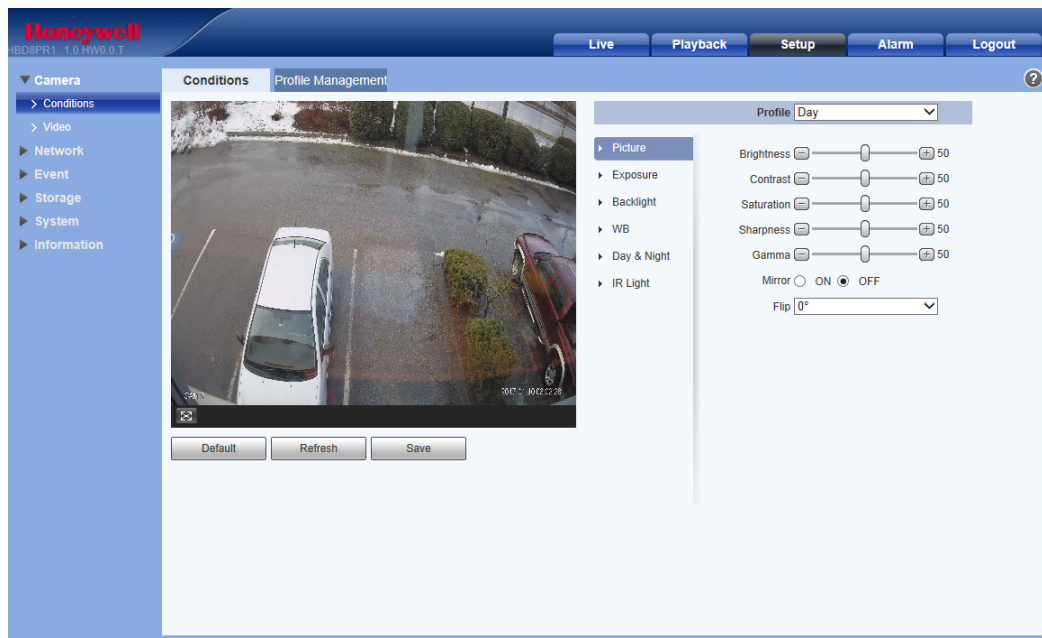 Honeywell
HBD8PR1 1.0.HW0.0.T
Live
Playback
Setup
Alarm
Logout
Camera
Conditions
Video
Network
Event
Storage
System
Information
Conditions
Profile Management
?
Profile Day
Picture
Exposure
Backlight
WB
Day & Night
IR Light
Brightness 50
Contrast 50
Saturation 50
Sharpness 50
Gamma 50
Mirror ON OFF
Flip 0°
Default
Refresh
Save